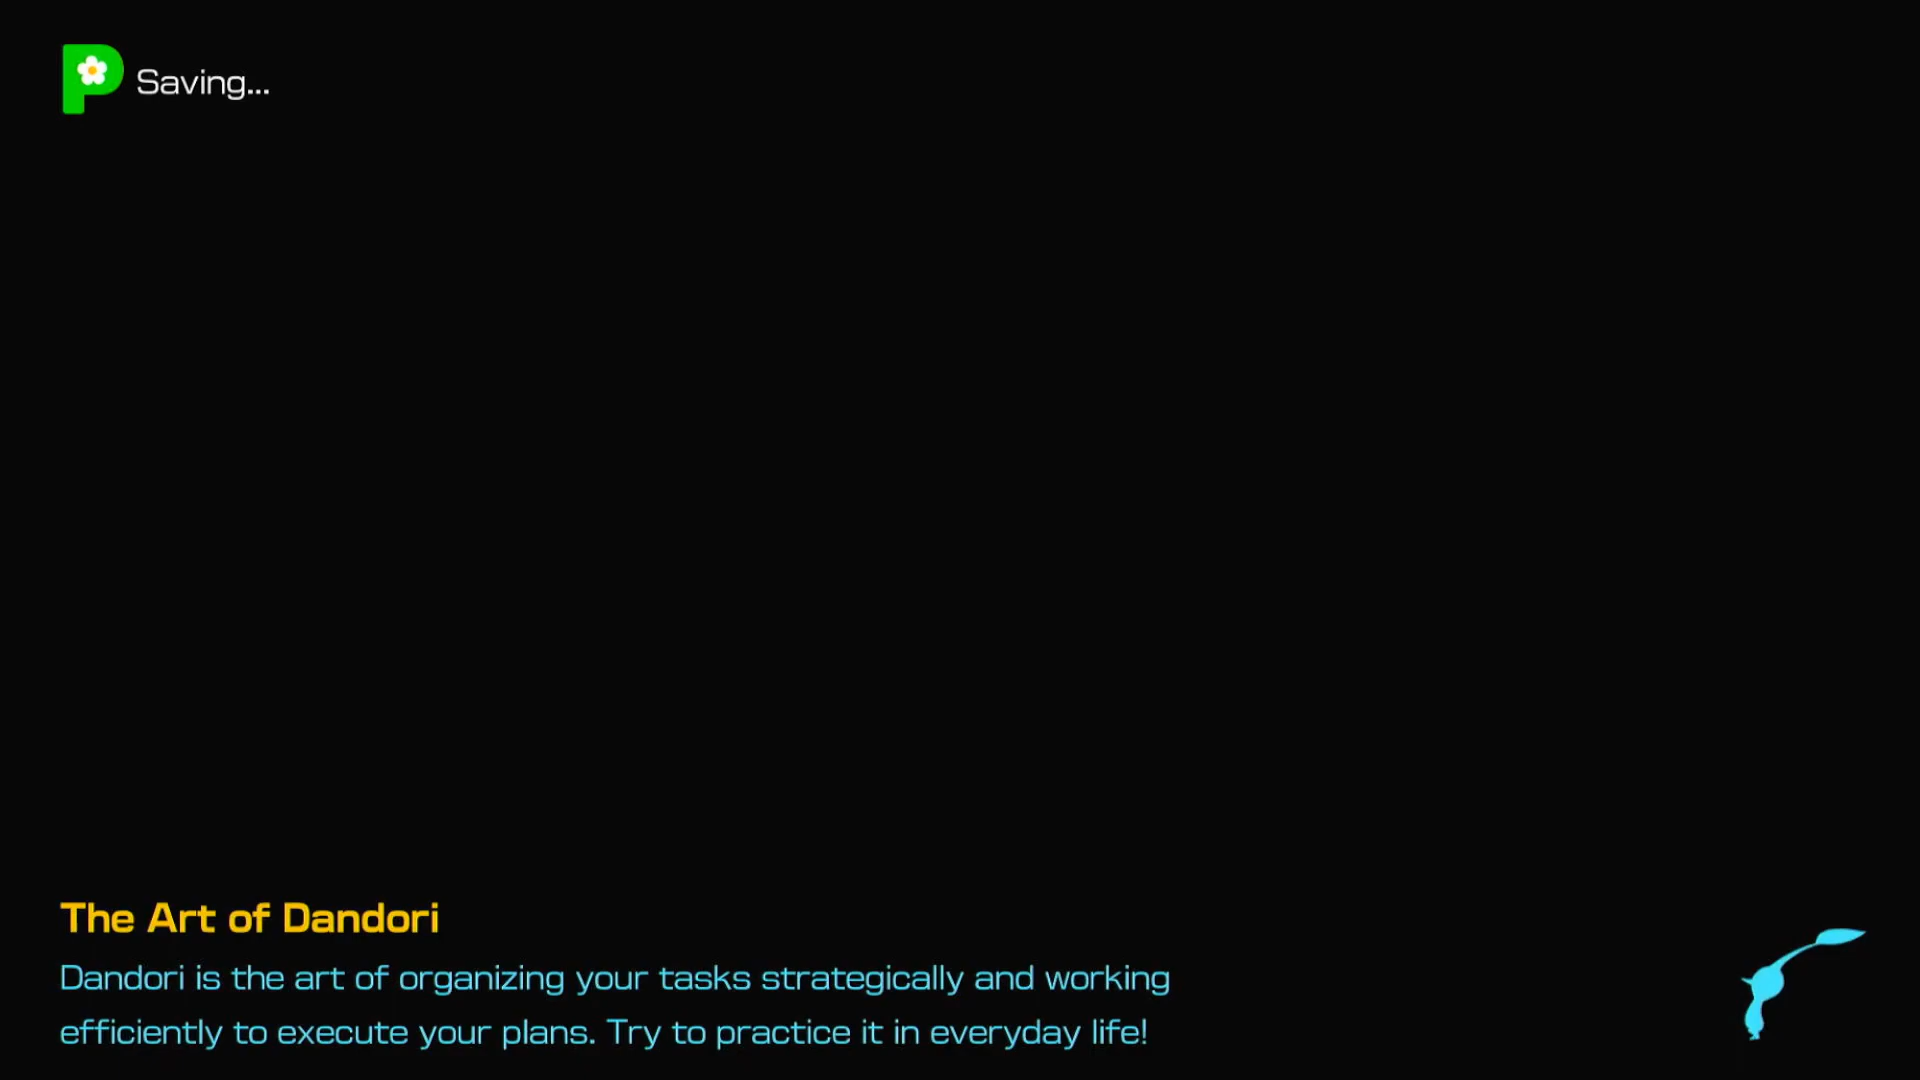 P Saving...
The Art of Dandori
Dandori is the art of organizing your tasks strategically and working
efficiently to execute your plans. Try to practice it in everyday life!